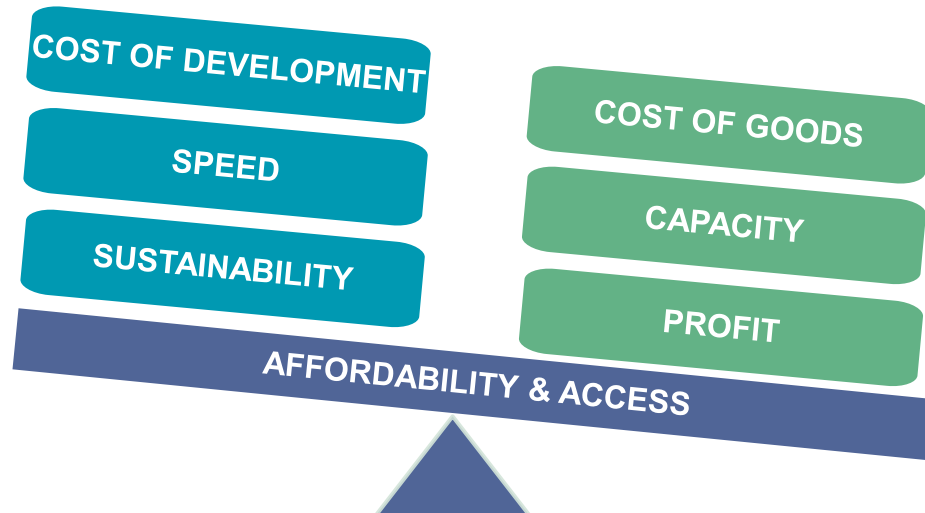 COST OF DEVELOPMENT
SPEED
SUSTAINABILITY
COST OF GOODS
CAPACITY
PROFIT
AFFORDABILITY & ACCESS